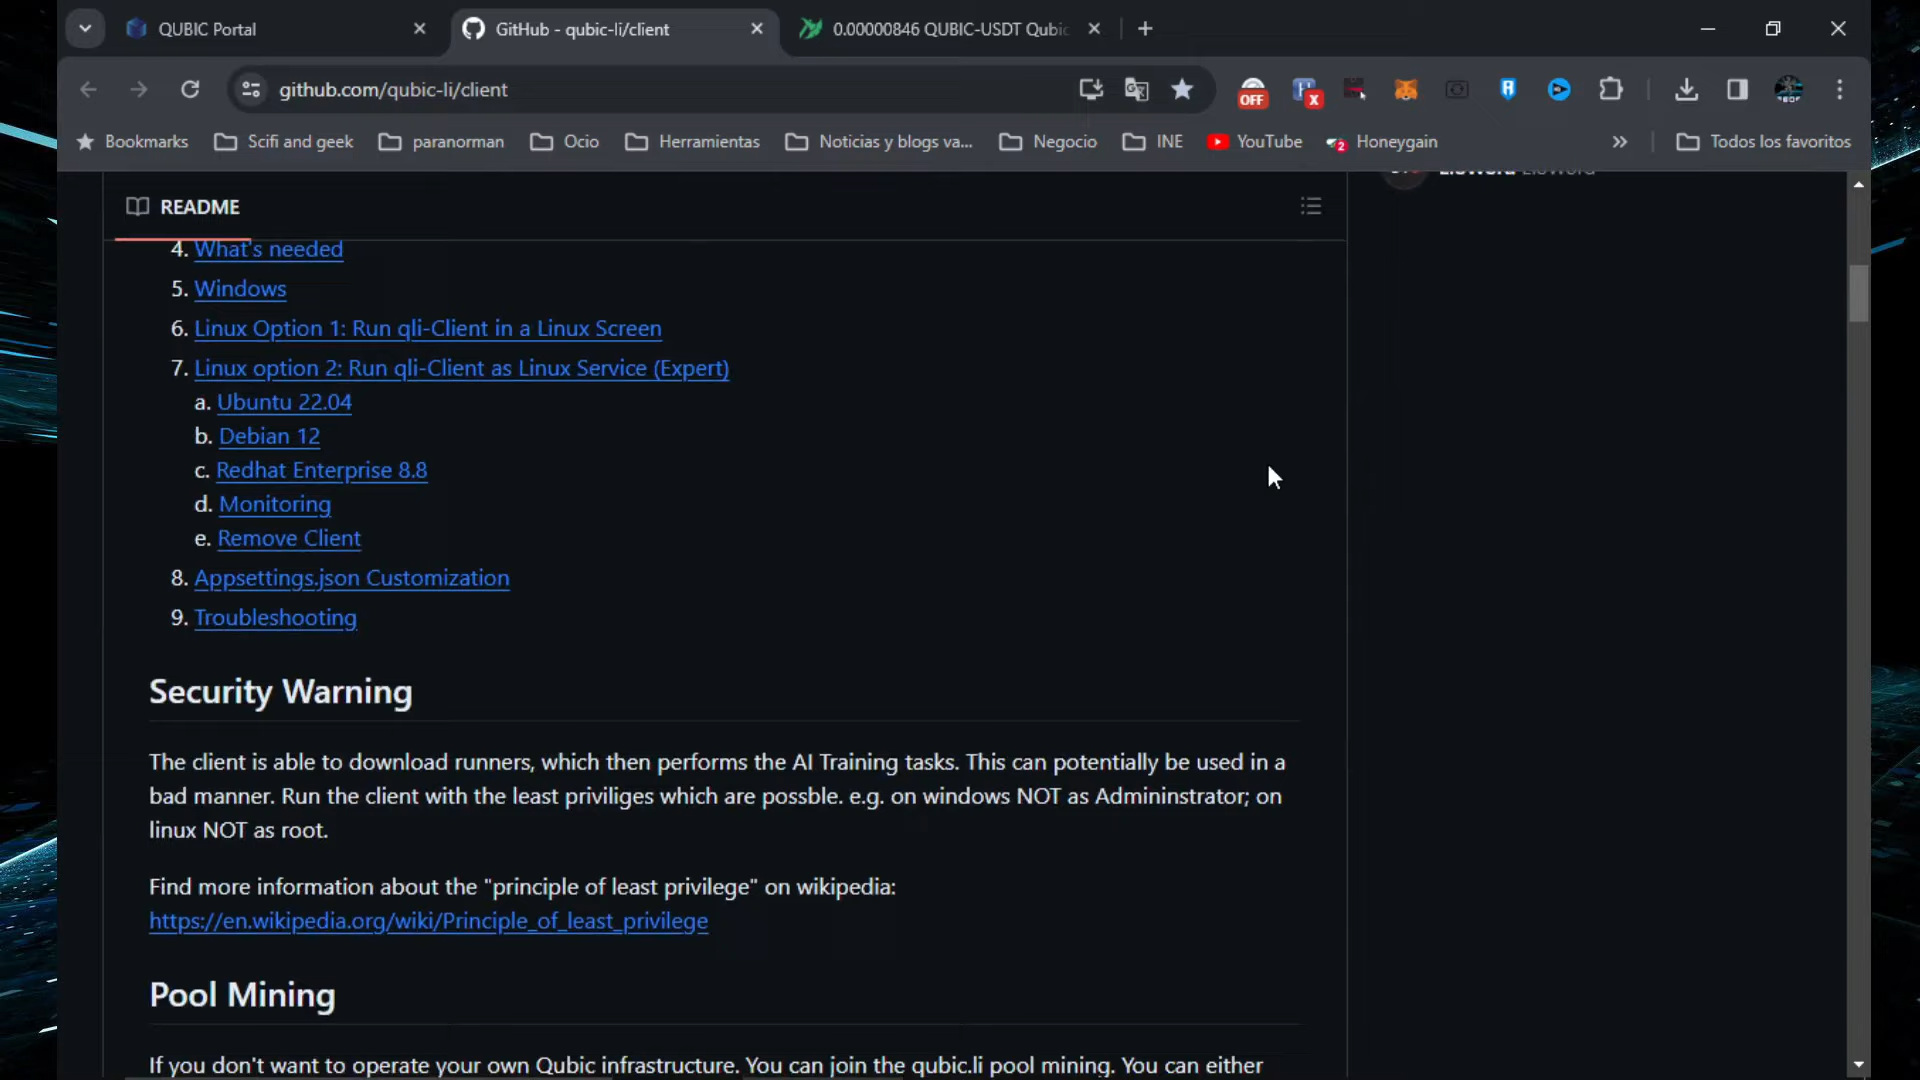 QUBIC Portal
GitHub - qubic-li/client
0.00000846 QUBIC-USDT Qubic
github.com/qubic-li/client
OFF
X
Bookmarks
Scifi and geek
paranorman
Ocio
Herramientas
Noticias y blogs va...
Negocio
INE
YouTube
2
Honeygain
Todos los favoritos
README
4. What's needed
5. Windows
6. Linux Option 1: Run qli-Client in a Linux Screen
7. Linux option 2: Run qli-Client as Linux Service (Expert)
a. Ubuntu 22.04
b. Debian 12
c. Redhat Enterprise 8.8
d. Monitoring
e. Remove Client
8. Appsettings.json Customization
9. Troubleshooting
Security Warning
The client is able to download runners, which then performs the AI Training tasks. This can potentially be used in a
bad manner. Run the client with the least priviliges which are possble. e.g. on windows NOT as Admininstrator; on
linux NOT as root.
Find more information about the "principle of least privilege" on wikipedia:
https://en.wikipedia.org/wiki/Principle_of_least_privilege
Pool Mining
If you don't want to operate your own Qubic infrastructure. You can join the qubic.li pool mining. You can either